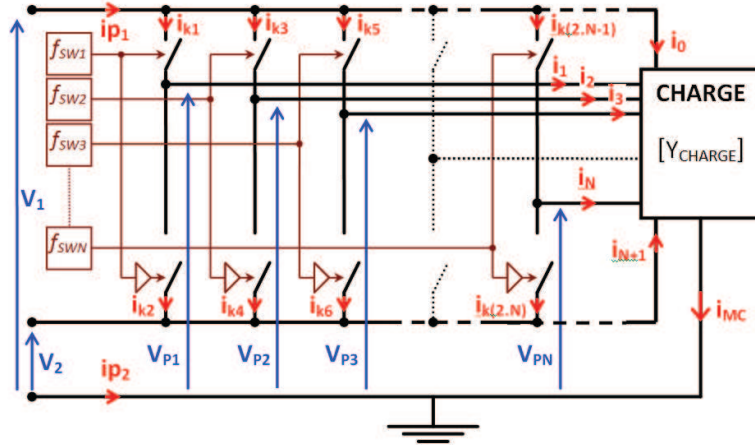 ip1 ik1 ik3 ik5 ik(2.N-1) i0
fSW1
i1 i2 i3
CHARGE
fSW2
fSW3
[YCHARGE]
V1
iN
fSWN
iN+1
ik2 ik4 ik6 ik(2.N) iMC
V2 VP1 VP2 VP3 VPN
ip2